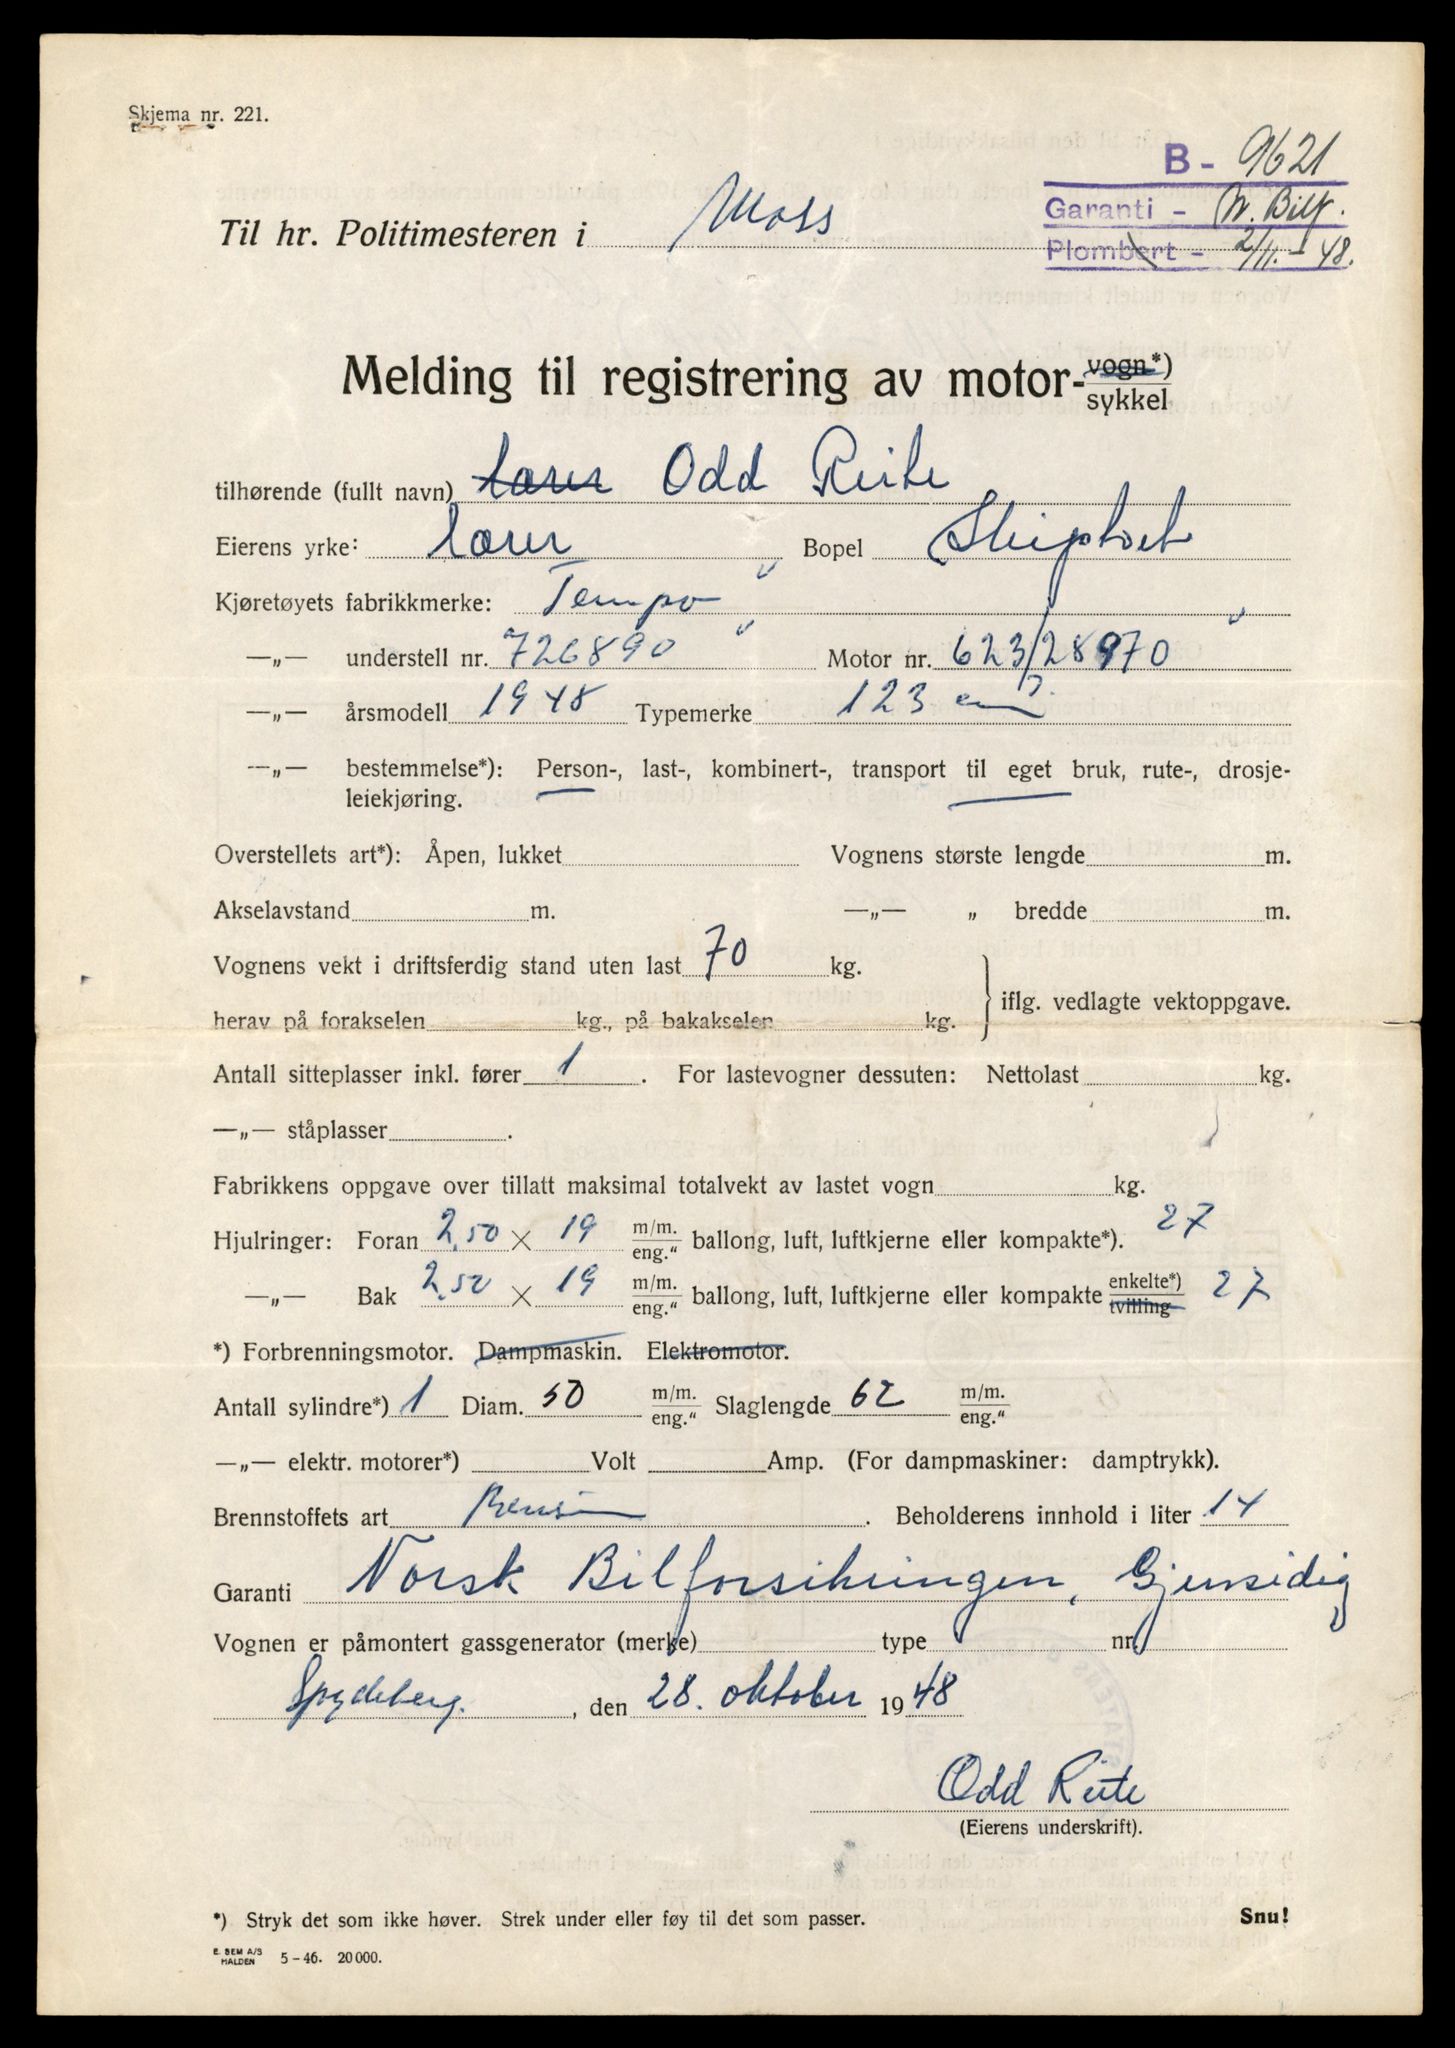 Skjema nr. 221.
B - 9621
Garanti - N. Bilf.
Plombert - 2/11. - 48.
Til hr. Politimesteren i Moss
Melding til registrering av motor- vogn*) sykkel
tilhørende (fullt navn) Lærer Odd Reite
Eierens yrke: Lærer Bopel Skiptvet
Kjøretøyets fabrikkmerke: Tempo
—„— understell nr. 726890 Motor nr. 623/28970
—„— årsmodell 1948 Typemerke 123 cm³.
—„— bestemmelse*): Person-, last-, kombinert-, transport til eget bruk, rute-, drosje-
leiekjøring.
Overstellets art*): Åpen, lukket Vognens største lengde m.
Akselavstand m. —„— „ bredde m.
Vognens vekt i driftsferdig stand uten last 70 kg.
herav på forakselen kg., på bakakselen kg. iflg. vedlagte vektoppgave.
Antall sitteplasser inkl. fører 1. For lastevogner dessuten: Nettolast kg.
—„— ståplasser .
Fabrikkens oppgave over tillatt maksimal totalvekt av lastet vogn kg.
Hjulringer: Foran 2,50 × 19 m/m. eng.“ ballong, luft, luftkjerne eller kompakte*). 27
—„— Bak 2,50 × 19 m/m. eng.“ ballong, luft, luftkjerne eller kompakte enkelte*) tvilling 27
*) Forbrenningsmotor. Dampmaskin. Elektromotor.
Antall sylindre*) 1 Diam. 50 m/m. eng.“ Slaglengde 62 m/m. eng.“
—„— elektr. motorer*) Volt Amp. (For dampmaskiner: damptrykk).
Brennstoffets art Bensin. Beholderens innhold i liter 14
Garanti Norsk Bilforsikringen, Gjensidig
Vognen er påmontert gassgenerator (merke) type nr.
Spydeberg. , den 28. oktober 1948
Odd Reite
(Eierens underskrift).
*) Stryk det som ikke høver. Strek under eller føy til det som passer. Snu!
E. SEM A/S
HALDEN 5-46. 20 000.